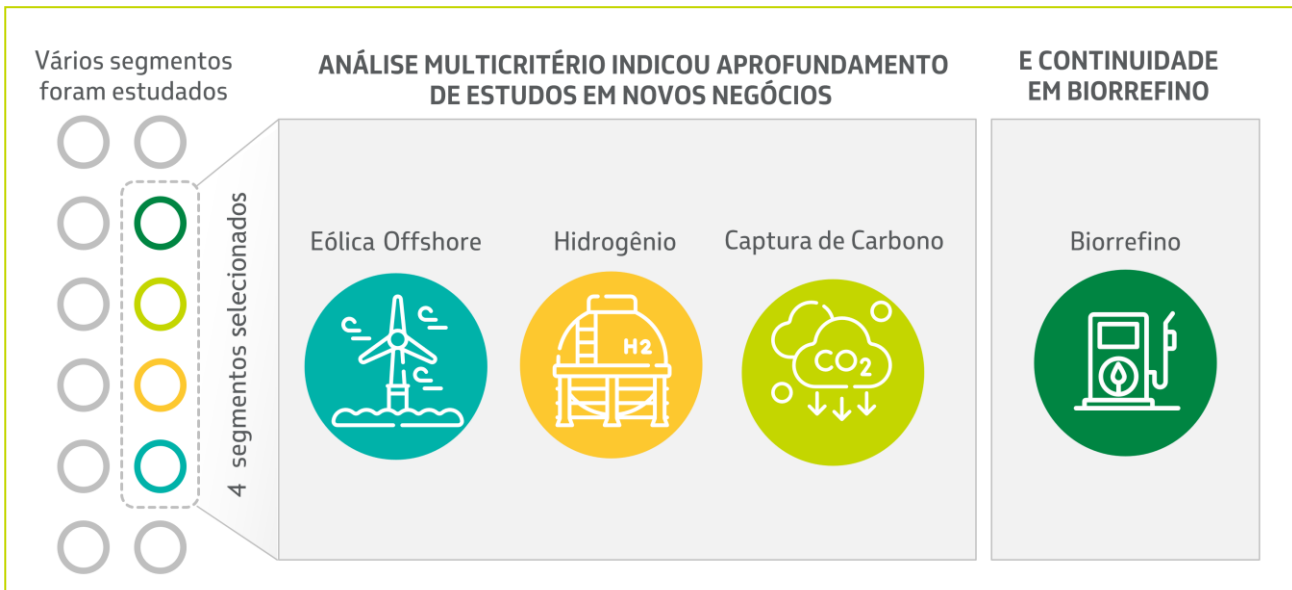 Vários segmentos
foram estudados
4 segmentos selecionados
ANÁLISE MULTICRITÉRIO INDICOU APROFUNDAMENTO
DE ESTUDOS EM NOVOS NEGÓCIOS
Eólica Offshore
Hidrogênio
H2
Captura de Carbono
CO₂
E CONTINUIDADE
EM BIORREFINO
Biorrefino